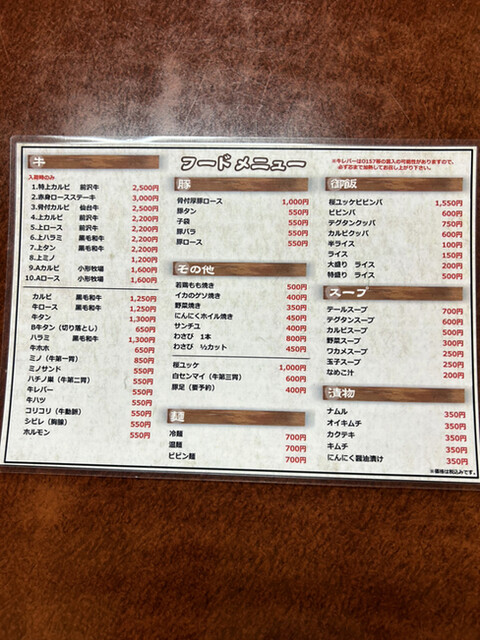 フードメニュー
※牛レバーはO157等の混入の可能性がありますので、
必ず芯まで加熱してお召し上がり下さい。
牛
入荷時のみ
1.特上カルビ 前沢牛 2,500円
2.赤身ロースステーキ 3,000円
3.骨付カルビ 仙台牛 2,500円
4.上カルビ 前沢牛 2,200円
5.上ロース 前沢牛 2,200円
6.上ハラミ 黒毛和牛 2,200円
7.上タン 黒毛和牛 2,200円
8.上ミノ 1,200円
9.Aカルビ 小形牧場 1,600円
10.Aロース 小形牧場 1,600円
カルビ 黒毛和牛 1,250円
牛ロース 黒毛和牛 1,250円
牛タン 1,300円
B牛タン（切り落とし） 650円
ハラミ 黒毛和牛 1,300円
牛ホホ 650円
ミノ（牛第一胃） 850円
ミノサンド 550円
ハチノ巣（牛第二胃） 550円
牛レバー 550円
牛ハツ 550円
コリコリ（牛動脈） 550円
シビレ（胸腺） 550円
ホルモン 550円
豚
骨付厚豚ロース 1,000円
豚タン 550円
子袋 550円
豚バラ 550円
豚ロース 550円
その他
若鶏もも焼き 500円
イカのゲソ焼き 400円
野菜焼き 350円
にんにくホイル焼き 450円
サンチュ 400円
わさび 1本 800円
わさび ½カット 450円
桜ユッケ 1,000円
白センマイ（牛第三胃） 600円
豚足（要予約） 400円
麺
冷麺 700円
温麺 700円
ビビン麺 700円
御飯
桜ユッケビビンバ 1,550円
ビビンバ 600円
テグタンクッパ 750円
カルビクッパ 600円
半ライス 100円
ライス 150円
大盛り ライス 200円
特盛り ライス 500円
スープ
テールスープ 700円
テグタンスープ 600円
カルビスープ 500円
野菜スープ 300円
ワカメスープ 250円
玉子スープ 250円
なめこ汁 200円
漬物
ナムル 350円
オイキムチ 350円
カクテキ 350円
キムチ 350円
にんにく醤油漬け 350円
※価格は税込みです。